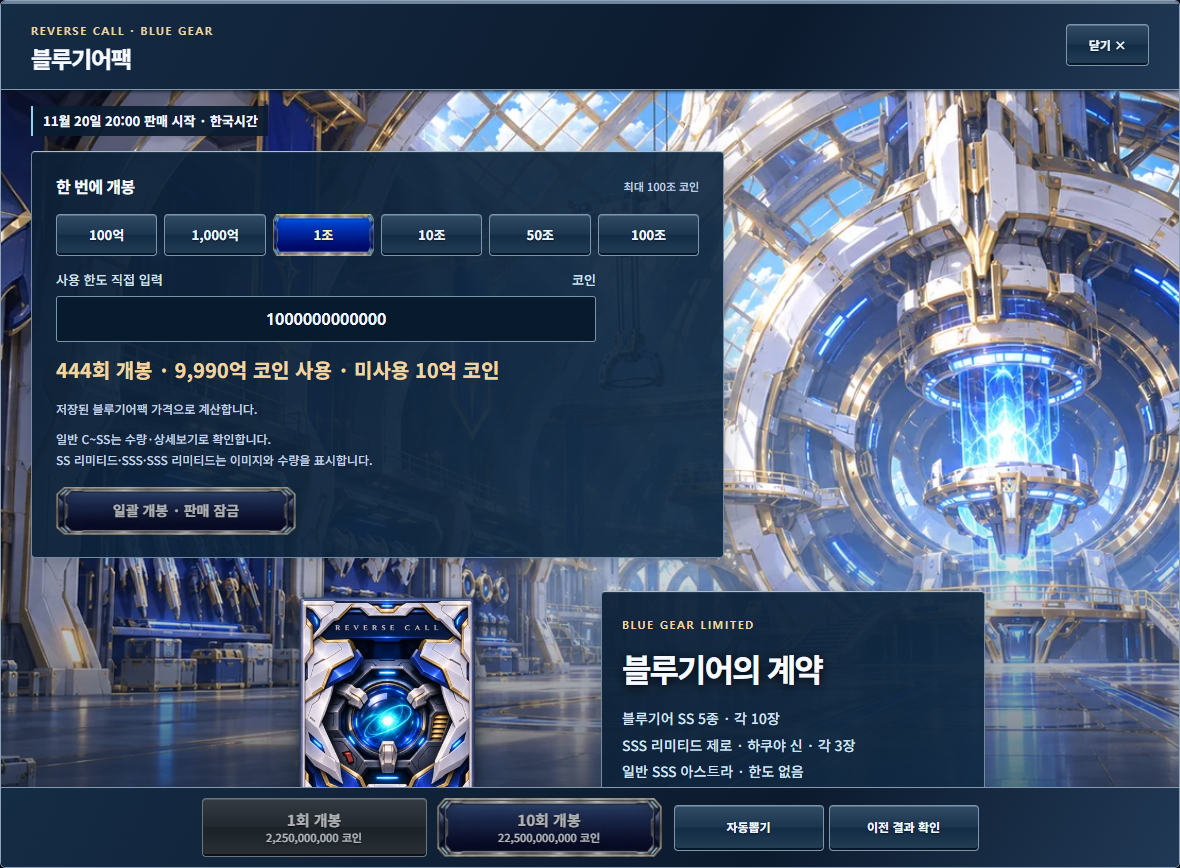 REVERSE CALL · BLUE GEAR
블루기어팩
닫기 ×
11월 20일 20:00 판매 시작 · 한국시간
한 번에 개봉
최대 100조 코인
100억
1,000억
1조
10조
50조
100조
사용 한도 직접 입력
코인
1000000000000
444회 개봉 · 9,990억 코인 사용 · 미사용 10억 코인
저장된 블루기어팩 가격으로 계산합니다.
일반 C~SS는 수량·상세보기로 확인합니다.
SS 리미티드·SSS·SSS 리미티드는 이미지와 수량을 표시합니다.
일괄 개봉 · 판매 잠금
REVERSE CALL
BLUE GEAR LIMITED
블루기어의 계약
블루기어 SS 5종 · 각 10장
SSS 리미티드 제로 · 하쿠야 신 · 각 3장
일반 SSS 아스트라 · 한도 없음
1회 개봉
2,250,000,000 코인
10회 개봉
22,500,000,000 코인
자동뽑기
이전 결과 확인